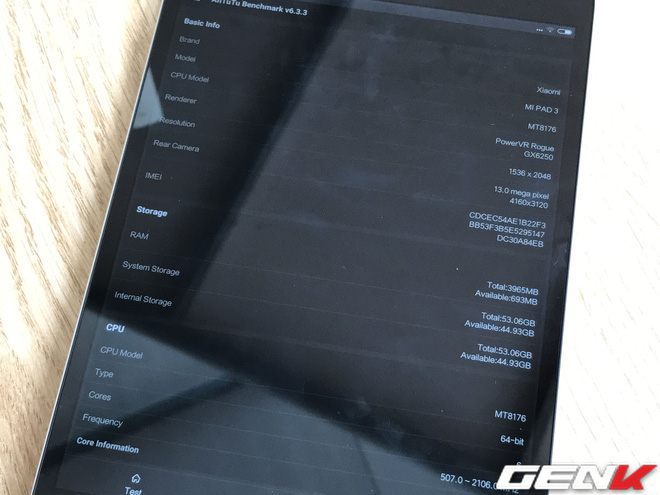 AnTuTu Benchmark v6.3.3
Basic Info
Brand Xiaomi
Model MI PAD 3
CPU Model MT8176
Renderer PowerVR Rogue
GX6250
Resolution 1536 x 2048
Rear Camera 13.0 mega pixel
4160x3120
IMEI CDCEC54AE1B22F3
BB53F3B5E5295147
DC30A84EB
Storage
RAM Total:3965MB
Available:693MB
System Storage Total:53.06GB
Available:44.93GB
Internal Storage Total:53.06GB
Available:44.93GB
CPU
CPU Model MT8176
Type 64-bit
Cores
Frequency 507.0 ~ 2106.0
Core Information
Test
GENK